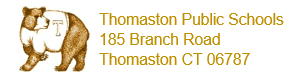 T
Thomaston Public Schools
185 Branch Road
Thomaston CT 06787